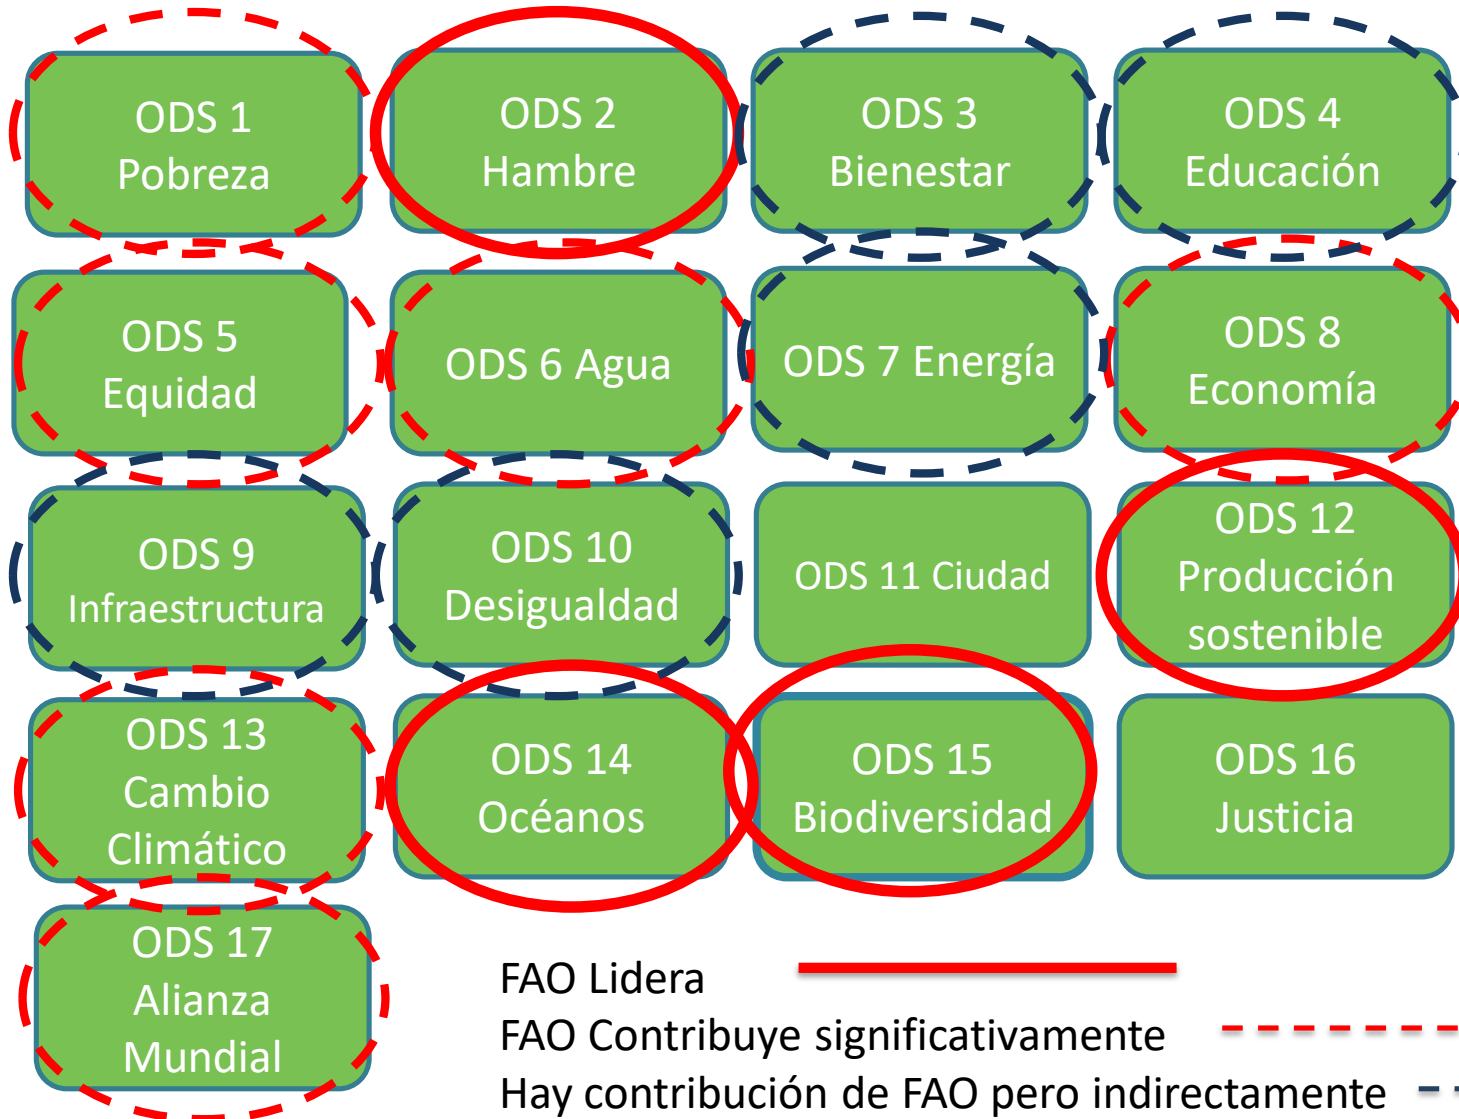 ODS 1
Pobreza
ODS 2
Hambre
ODS 3
Bienestar
ODS 4
Educación
ODS 5
Equidad
ODS 6 Agua
ODS 7 Energía
ODS 8
Economía
ODS 9
Infraestructura
ODS 10
Desigualdad
ODS 11 Ciudad
ODS 12
Producción
sostenible
ODS 13
Cambio
Climático
ODS 14
Océanos
ODS 15
Biodiversidad
ODS 16
Justicia
ODS 17
Alianza
Mundial
FAO Lidera
FAO Contribuye significativamente
Hay contribución de FAO pero indirectamente